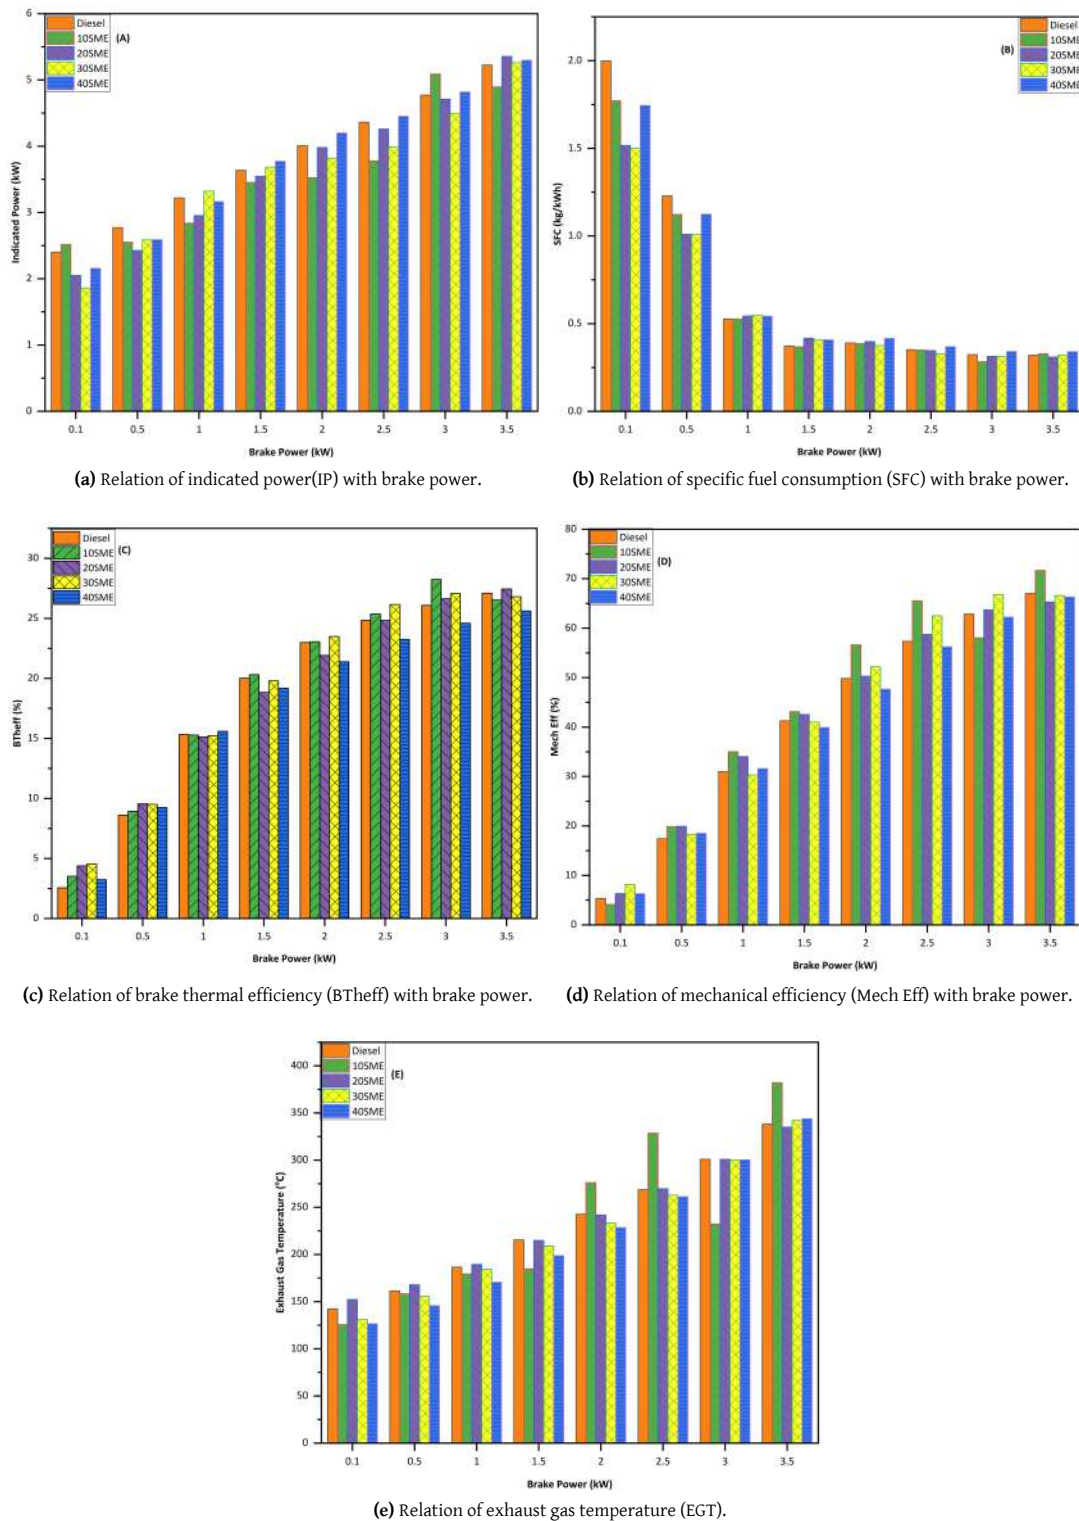 6
5
4
3
2
1
0
Indicated Power (kW)
Diesel
10SME
20SME
30SME
40SME
(A)
0.1 0.5 1 1.5 2 2.5 3 3.5
Brake Power (kW)
(a) Relation of indicated power(IP) with brake power.
2.0
1.5
1.0
0.5
0.0
SFC (kg/kWh)
(B)
Diesel
10SME
20SME
30SME
40SME
0.1 0.5 1 1.5 2 2.5 3 3.5
Brake Power (kW)
(b) Relation of specific fuel consumption (SFC) with brake power.
30
25
20
15
10
5
0
BTheff (%)
Diesel
10SME
20SME
30SME
40SME
(C)
0.1 0.5 1 1.5 2 2.5 3 3.5
Brake Power (kW)
(c) Relation of brake thermal efficiency (BTheff) with brake power.
80
70
60
50
40
30
20
10
0
Mech Eff (%)
Diesel
10SME
20SME
30SME
40SME
(D)
0.1 0.5 1 1.5 2 2.5 3 3.5
Brake Power (kW)
(d) Relation of mechanical efficiency (Mech Eff) with brake power.
400
350
300
250
200
150
100
50
0
Exhaust Gas Temperature (°C)
Diesel
10SME
20SME
30SME
40SME
(E)
0.1 0.5 1 1.5 2 2.5 3 3.5
Brake Power (kW)
(e) Relation of exhaust gas temperature (EGT).